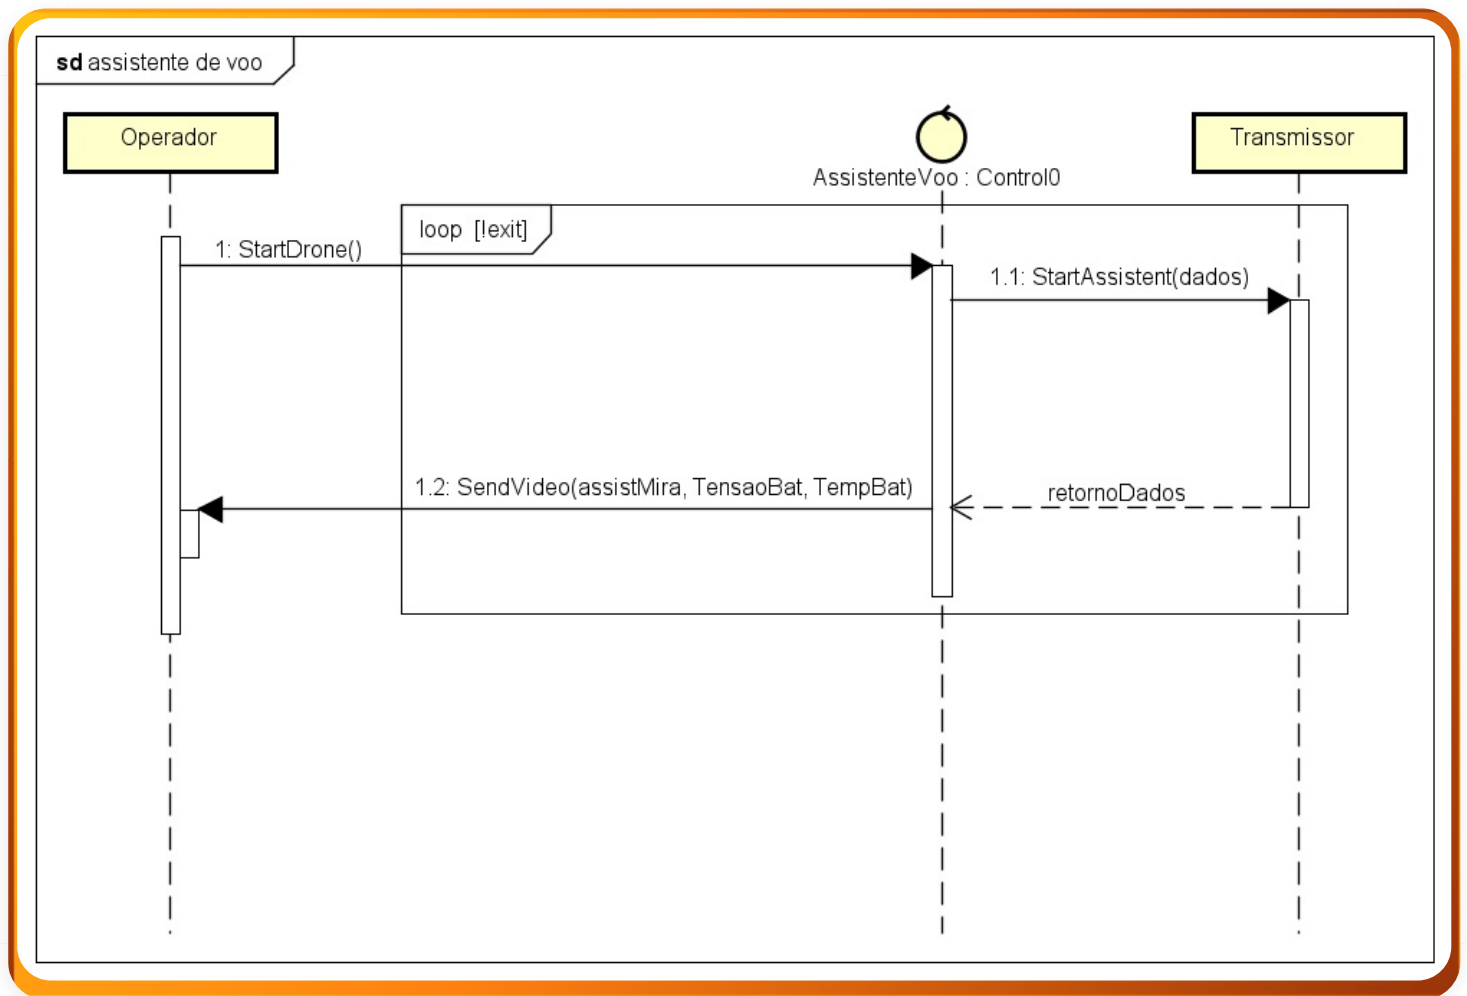 sd assistente de voo
Operador
AssistenteVoo : Control0
Transmissor
loop [!exit]
1: StartDrone()
1.1: StartAssistent(dados)
1.2: SendVideo(assistMira, TensaoBat, TempBat)
retornoDados